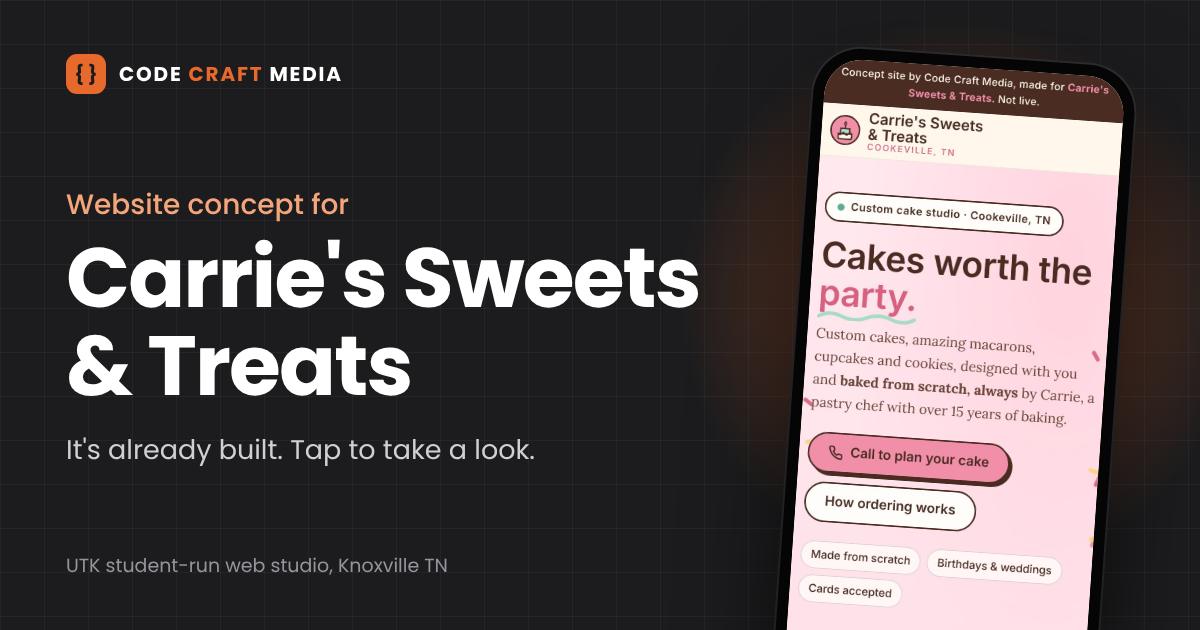 { } CODE CRAFT MEDIA
Website concept for
Carrie's Sweets
& Treats
It's already built. Tap to take a look.
UTK student-run web studio, Knoxville TN
Concept site by Code Craft Media, made for Carrie's
Sweets & Treats. Not live.
Carrie's Sweets
& Treats
COOKEVILLE, TN
Custom cake studio · Cookeville, TN
Cakes worth the
party.
Custom cakes, amazing macarons,
cupcakes and cookies, designed with you
and baked from scratch, always by Carrie, a
pastry chef with over 15 years of baking.
Call to plan your cake
How ordering works
Made from scratch
Birthdays & weddings
Cards accepted